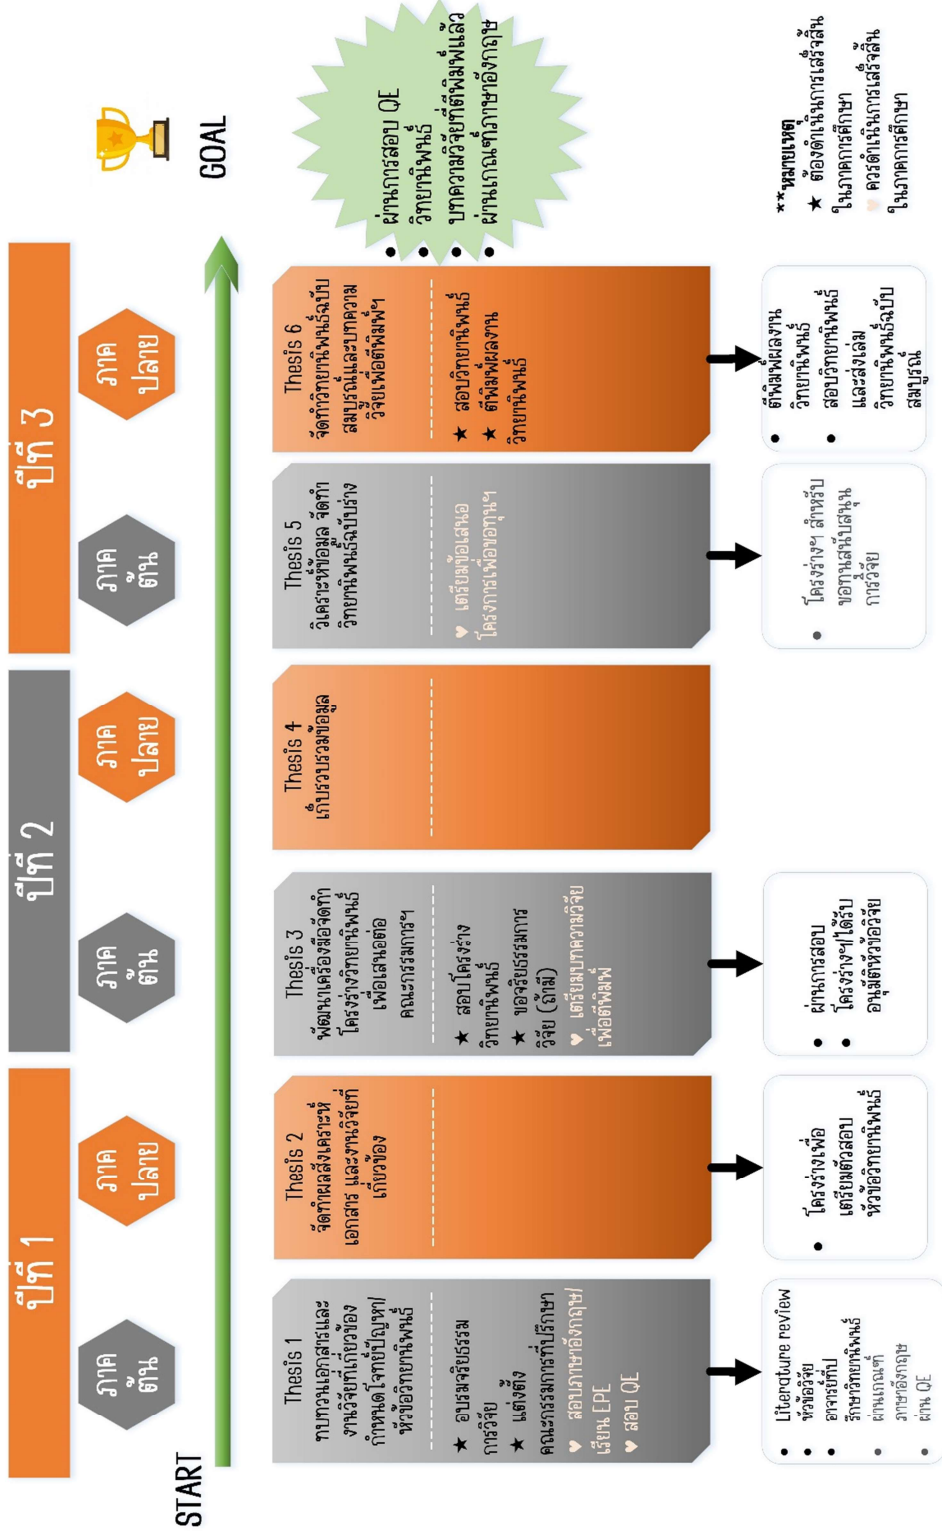 ปีที่ 1
ปีที่ 2
ปีที่ 3
ภาค
ต้น
ภาค
ปลาย
ภาค
ต้น
ภาค
ปลาย
ภาค
ต้น
ภาค
ปลาย
START
GOAL
Thesis 1
ทบทวนเอกสารและ
งานวิจัยที่เกี่ยวข้อง
กำหนดโจทย์ปัญหา/
หัวข้อวิทยานิพนธ์
★ อบรมจริยธรรม
การวิจัย
★ แต่งตั้ง
คณะกรรมการที่ปรึกษา
♥ สอบภาษาอังกฤษ/
เรียน EPE
♥ สอบ QE
Thesis 2
จัดทำผลสังเคราะห์
เอกสาร และงานวิจัยที่
เกี่ยวข้อง
Thesis 3
พัฒนาเครื่องมือจัดทำ
โครงร่างวิทยานิพนธ์
เพื่อเสนอต่อ
คณะกรรมการฯ
★ สอบโครงร่าง
วิทยานิพนธ์
★ ขอจริยธรรมการ
วิจัย (ถ้ามี)
♥ เตรียมบทความวิจัย
เพื่อตีพิมพ์
Thesis 4
เก็บรวบรวมข้อมูล
Thesis 5
วิเคราะห์ข้อมูล จัดทำ
วิทยานิพนธ์ฉบับร่าง
♥ เตรียมข้อเสนอ
โครงการเพื่อขอทุนฯ
Thesis 6
จัดทำวิทยานิพนธ์ฉบับ
สมบูรณ์และบทความ
วิจัยเพื่อตีพิมพ์ฯ
★ สอบวิทยานิพนธ์
★ ตีพิมพ์ผลงาน
วิทยานิพนธ์
• ผ่านการสอบ QE
• วิทยานิพนธ์
• บทความวิจัยที่ตีพิมพ์แล้ว
• ผ่านเกณฑ์ภาษาอังกฤษ
• Literature review
• หัวข้อวิจัย
• อาจารย์ที่ป
รึกษาวิทยานิพนธ์
• ผ่านเกณฑ์
ภาษาอังกฤษ
• ผ่าน QE
• โครงร่างเพื่อ
เตรียมตัวสอบ
หัวข้อวิทยานิพนธ์
• ผ่านการสอบ
• โครงร่างฯ/ได้รับ
อนุมัติหัวข้อวิจัย
• โครงร่างฯ สำหรับ
ขอทุนสนับสนุน
การวิจัย
• ตีพิมพ์ผลงาน
วิทยานิพนธ์
• สอบวิทยานิพนธ์
และส่งเล่ม
วิทยานิพนธ์ฉบับ
สมบูรณ์
**หมายเหตุ
★ ต้องดำเนินการเสร็จสิ้น
ในภาคการศึกษา
♥ ควรดำเนินการเสร็จสิ้น
ในภาคการศึกษา